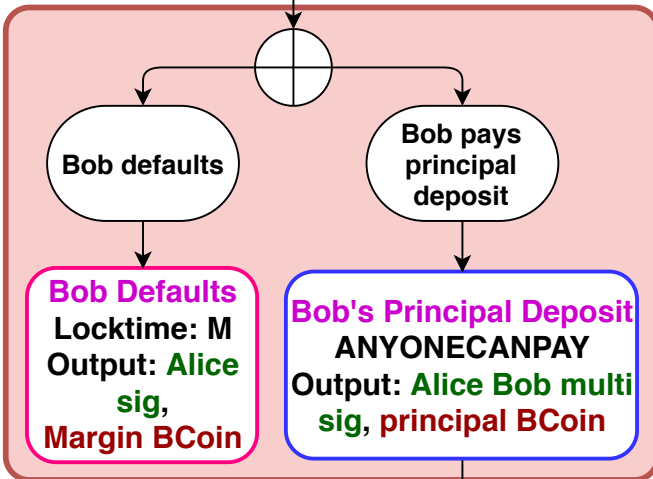 Bob defaults
Bob pays
principal
deposit
Bob Defaults
Locktime: M
Output: Alice
sig,
Margin BCoin
Bob's Principal Deposit
ANYONECANPAY
Output: Alice Bob multi
sig, principal BCoin